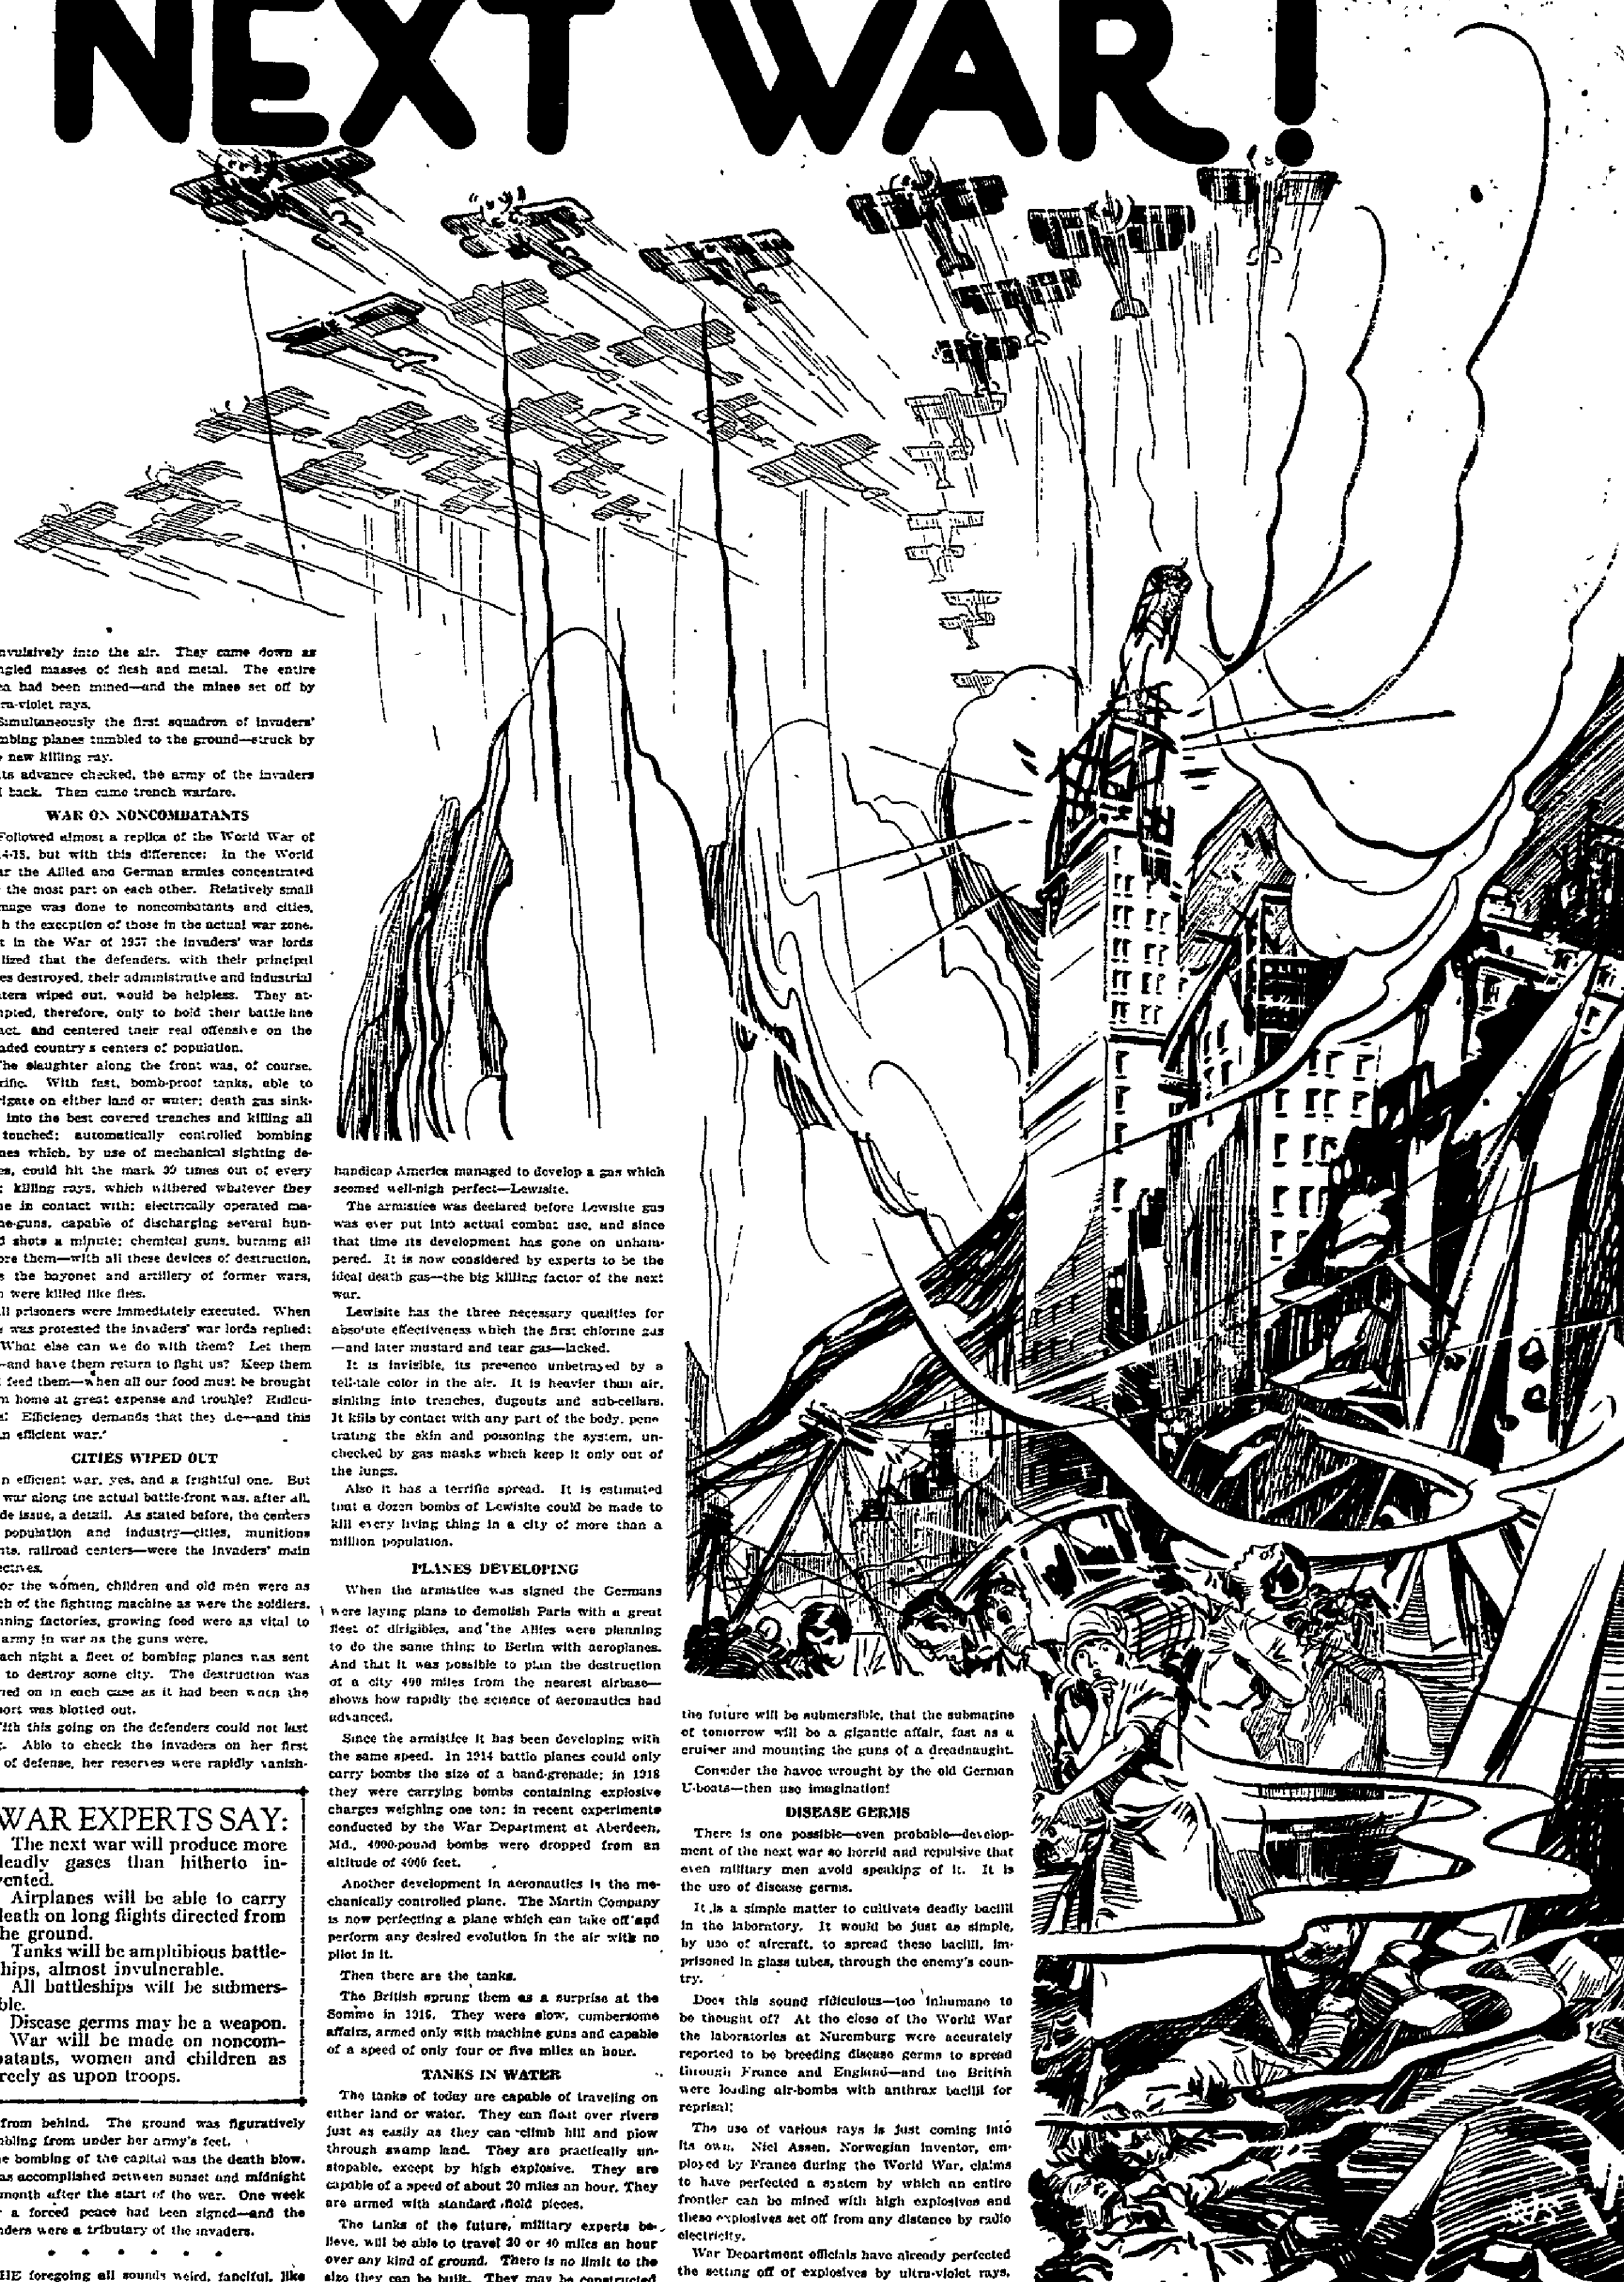 NEXT WAR!
nvulsively into the air. They came down as
ngled masses of flesh and metal. The entire
ea had been mined—and the mines set off by
ra-violet rays.
Simultaneously the first squadron of invaders'
mbing planes tumbled to the ground—struck by
new killing ray.
ts advance checked, the army of the invaders
l back. Then came trench warfare.
WAR ON NONCOMBATANTS
Followed almost a replica of the World War of
4-18, but with this difference: In the World
ar the Allied and German armies concentrated
the most part on each other. Relatively small
mage was done to noncombatants and cities,
h the exception of those in the actual war zone.
t in the War of 1937 the invaders' war lords
lized that the defenders, with their principal
es destroyed, their administrative and industrial
ters wiped out, would be helpless. They at-
mpted, therefore, only to hold their battle line
act, and centered their real offensive on the
aded country's centers of population.
The slaughter along the front was, of course,
rific. With fast, bomb-proof tanks, able to
vigate on either land or water; death gas sink-
into the best covered trenches and killing all
touched; automatically controlled bombing
nes which, by use of mechanical sighting de-
es, could hit the mark 99 times out of every
; killing rays, which withered whatever they
me in contact with; electrically operated ma-
ne-guns, capable of discharging several hun-
d shots a minute; chemical guns, burning all
ore them—with all these devices of destruction,
s the bayonet and artillery of former wars,
n were killed like flies.
ll prisoners were immediately executed. When
was protested the invaders' war lords replied:
What else can we do with them? Let them
—and have them return to fight us? Keep them
feed them—when all our food must be brought
m home at great expense and trouble? Ridicu-
s! Efficiency demands that they die—and this
n efficient war.'
CITIES WIPED OUT
n efficient war, yes, and a frightful one. But
war along the actual battle-front was, after all,
de issue, a detail. As stated before, the centers
population and industry—cities, munitions
nts, railroad centers—were the invaders' main
ectives.
or the women, children and old men were as
ch of the fighting machine as were the soldiers.
nning factories, growing food were as vital to
army in war as the guns were.
ach night a fleet of bombing planes was sent
to destroy some city. The destruction was
ried on in each case as it had been when the
port was blotted out.
ith this going on the defenders could not last
g. Able to check the invaders on her first
of defense, her reserves were rapidly vanish-
WAR EXPERTS SAY:
The next war will produce more
deadly gases than hitherto in-
vented.
Airplanes will be able to carry
death on long flights directed from
the ground.
Tanks will be amphibious battle-
ships, almost invulnerable.
All battleships will be submers-
ble.
Disease germs may be a weapon.
War will be made on noncom-
batants, women and children as
reely as upon troops.
from behind. The ground was figuratively
mbling from under her army's feet.
e bombing of the capital was the death blow.
as accomplished between sunset and midnight
month after the start of the war. One week
a forced peace had been signed—and the
nders were a tributary of the invaders.
* * * * * *
HE foregoing all sounds weird, fanciful, like
handicap America managed to develop a gas which
seemed well-nigh perfect—Lewisite.
The armistice was declared before Lewisite gas
was ever put into actual combat use, and since
that time its development has gone on unham-
pered. It is now considered by experts to be the
ideal death gas—the big killing factor of the next
war.
Lewisite has the three necessary qualities for
absolute effectiveness which the first chlorine gas
—and later mustard and tear gas—lacked.
It is invisible, its presence unbetrayed by a
tell-tale color in the air. It is heavier than air,
sinking into trenches, dugouts and sub-cellars.
It kills by contact with any part of the body, pene-
trating the skin and poisoning the system, un-
checked by gas masks which keep it only out of
the lungs.
Also it has a terrific spread. It is estimated
that a dozen bombs of Lewisite could be made to
kill every living thing in a city of more than a
million population.
PLANES DEVELOPING
When the armistice was signed the Germans
were laying plans to demolish Paris with a great
fleet of dirigibles, and the Allies were planning
to do the same thing to Berlin with aeroplanes.
And that it was possible to plan the destruction
of a city 400 miles from the nearest airbase—
shows how rapidly the science of aeronautics had
advanced.
Since the armistice it has been developing with
the same speed. In 1914 battle planes could only
carry bombs the size of a hand-grenade; in 1918
they were carrying bombs containing explosive
charges weighing one ton; in recent experiments
conducted by the War Department at Aberdeen,
Md., 4000-pound bombs were dropped from an
altitude of 4000 feet.
Another development in aeronautics is the me-
chanically controlled plane. The Martin Company
is now perfecting a plane which can take off and
perform any desired evolution in the air with no
pilot in it.
Then there are the tanks.
The British sprung them as a surprise at the
Somme in 1916. They were slow, cumbersome
affairs, armed only with machine guns and capable
of a speed of only four or five miles an hour.
TANKS IN WATER
The tanks of today are capable of traveling on
either land or water. They can float over rivers
just as easily as they can climb hill and plow
through swamp land. They are practically un-
stopable, except by high explosive. They are
capable of a speed of about 20 miles an hour. They
are armed with standard field pieces.
The tanks of the future, military experts be-
lieve, will be able to travel 30 or 40 miles an hour
over any kind of ground. There is no limit to the
size they can be built. They may be constructed
the future will be submersible, that the submarine
of tomorrow will be a gigantic affair, fast as a
cruiser and mounting the guns of a dreadnaught.
Consider the havoc wrought by the old German
U-boats—then use imagination!
DISEASE GERMS
There is one possible—even probable—develop-
ment of the next war so horrid and repulsive that
even military men avoid speaking of it. It is
the use of disease germs.
It is a simple matter to cultivate deadly bacilli
in the laboratory. It would be just as simple,
by use of aircraft, to spread these bacilli, im-
prisoned in glass tubes, through the enemy's coun-
try.
Does this sound ridiculous—too inhumane to
be thought of? At the close of the World War
the laboratories at Nuremburg were accurately
reported to be breeding disease germs to spread
through France and England—and the British
were loading air-bombs with anthrax bacilli for
reprisal!
The use of various rays is just coming into
its own. Niel Assen, Norwegian inventor, em-
ployed by France during the World War, claims
to have perfected a system by which an entire
frontier can be mined with high explosives and
these explosives set off from any distance by radio
electricity.
War Department officials have already perfected
the setting off of explosives by ultra-violet rays,